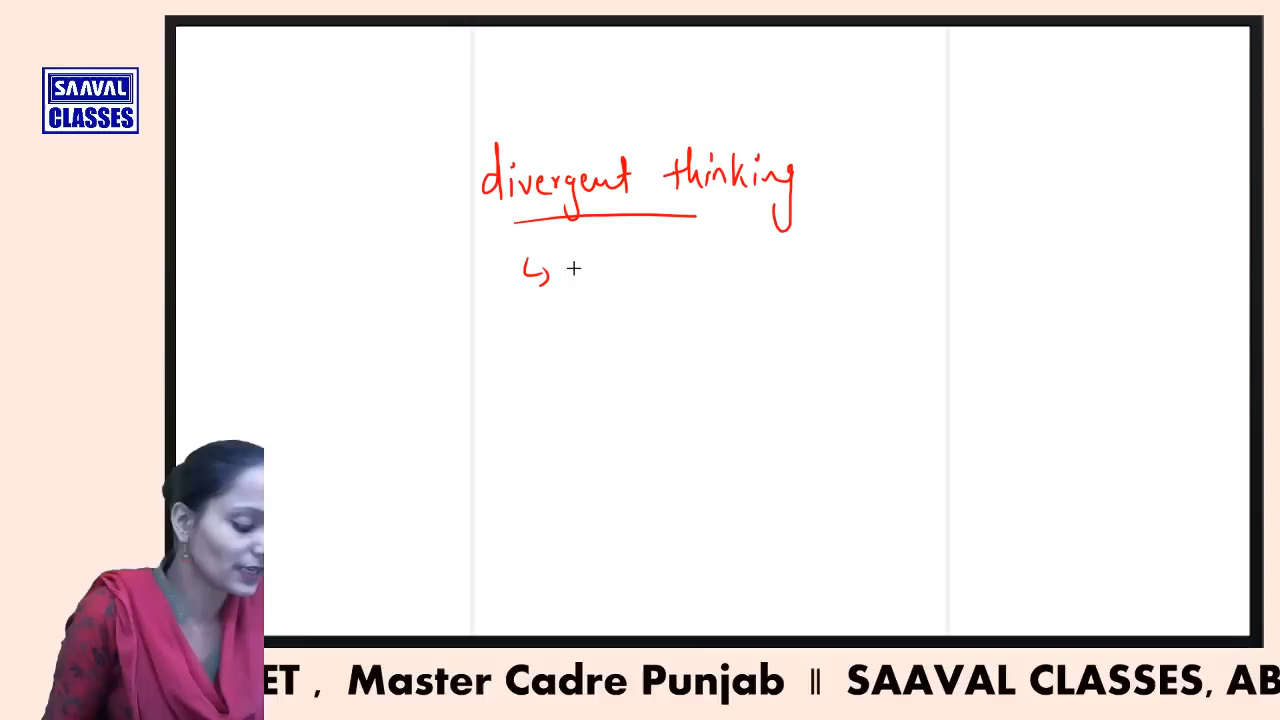 SAAVAL
CLASSES
divergent thinking
ET , Master Cadre Punjab || SAAVAL CLASSES, AB